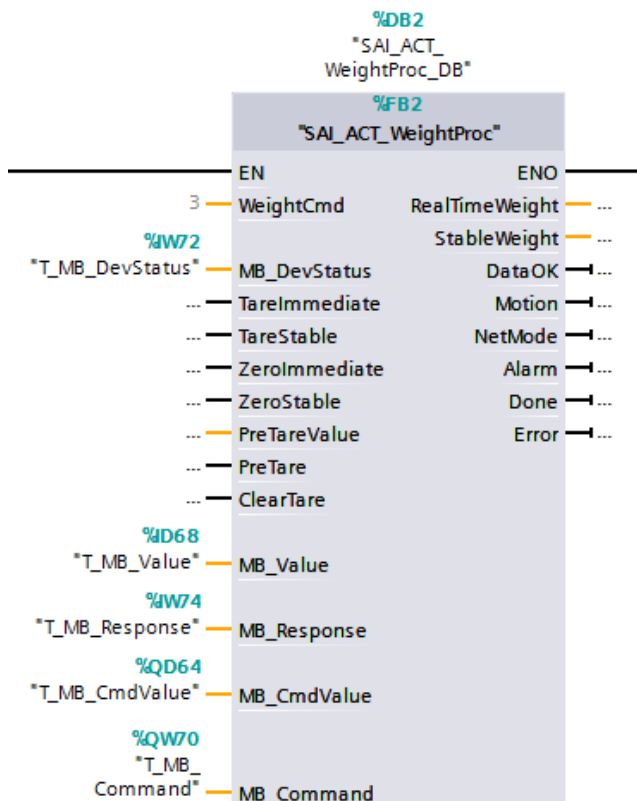 %DB2
"SAI_ACT_
WeightProc_DB"
%FB2
"SAI_ACT_WeightProc"
EN ENO
3 WeightCmd RealTimeWeight ...
%IW72 StableWeight ...
"T_MB_DevStatus" MB_DevStatus DataOK ...
... TareImmediate Motion ...
... TareStable NetMode ...
... ZeroImmediate Alarm ...
... ZeroStable Done ...
... PreTareValue Error ...
... PreTare
... ClearTare
%ID68
"T_MB_Value" MB_Value
%IW74
"T_MB_Response" MB_Response
%QD64
"T_MB_CmdValue" MB_CmdValue
%QW70
"T_MB_
Command" MB_Command